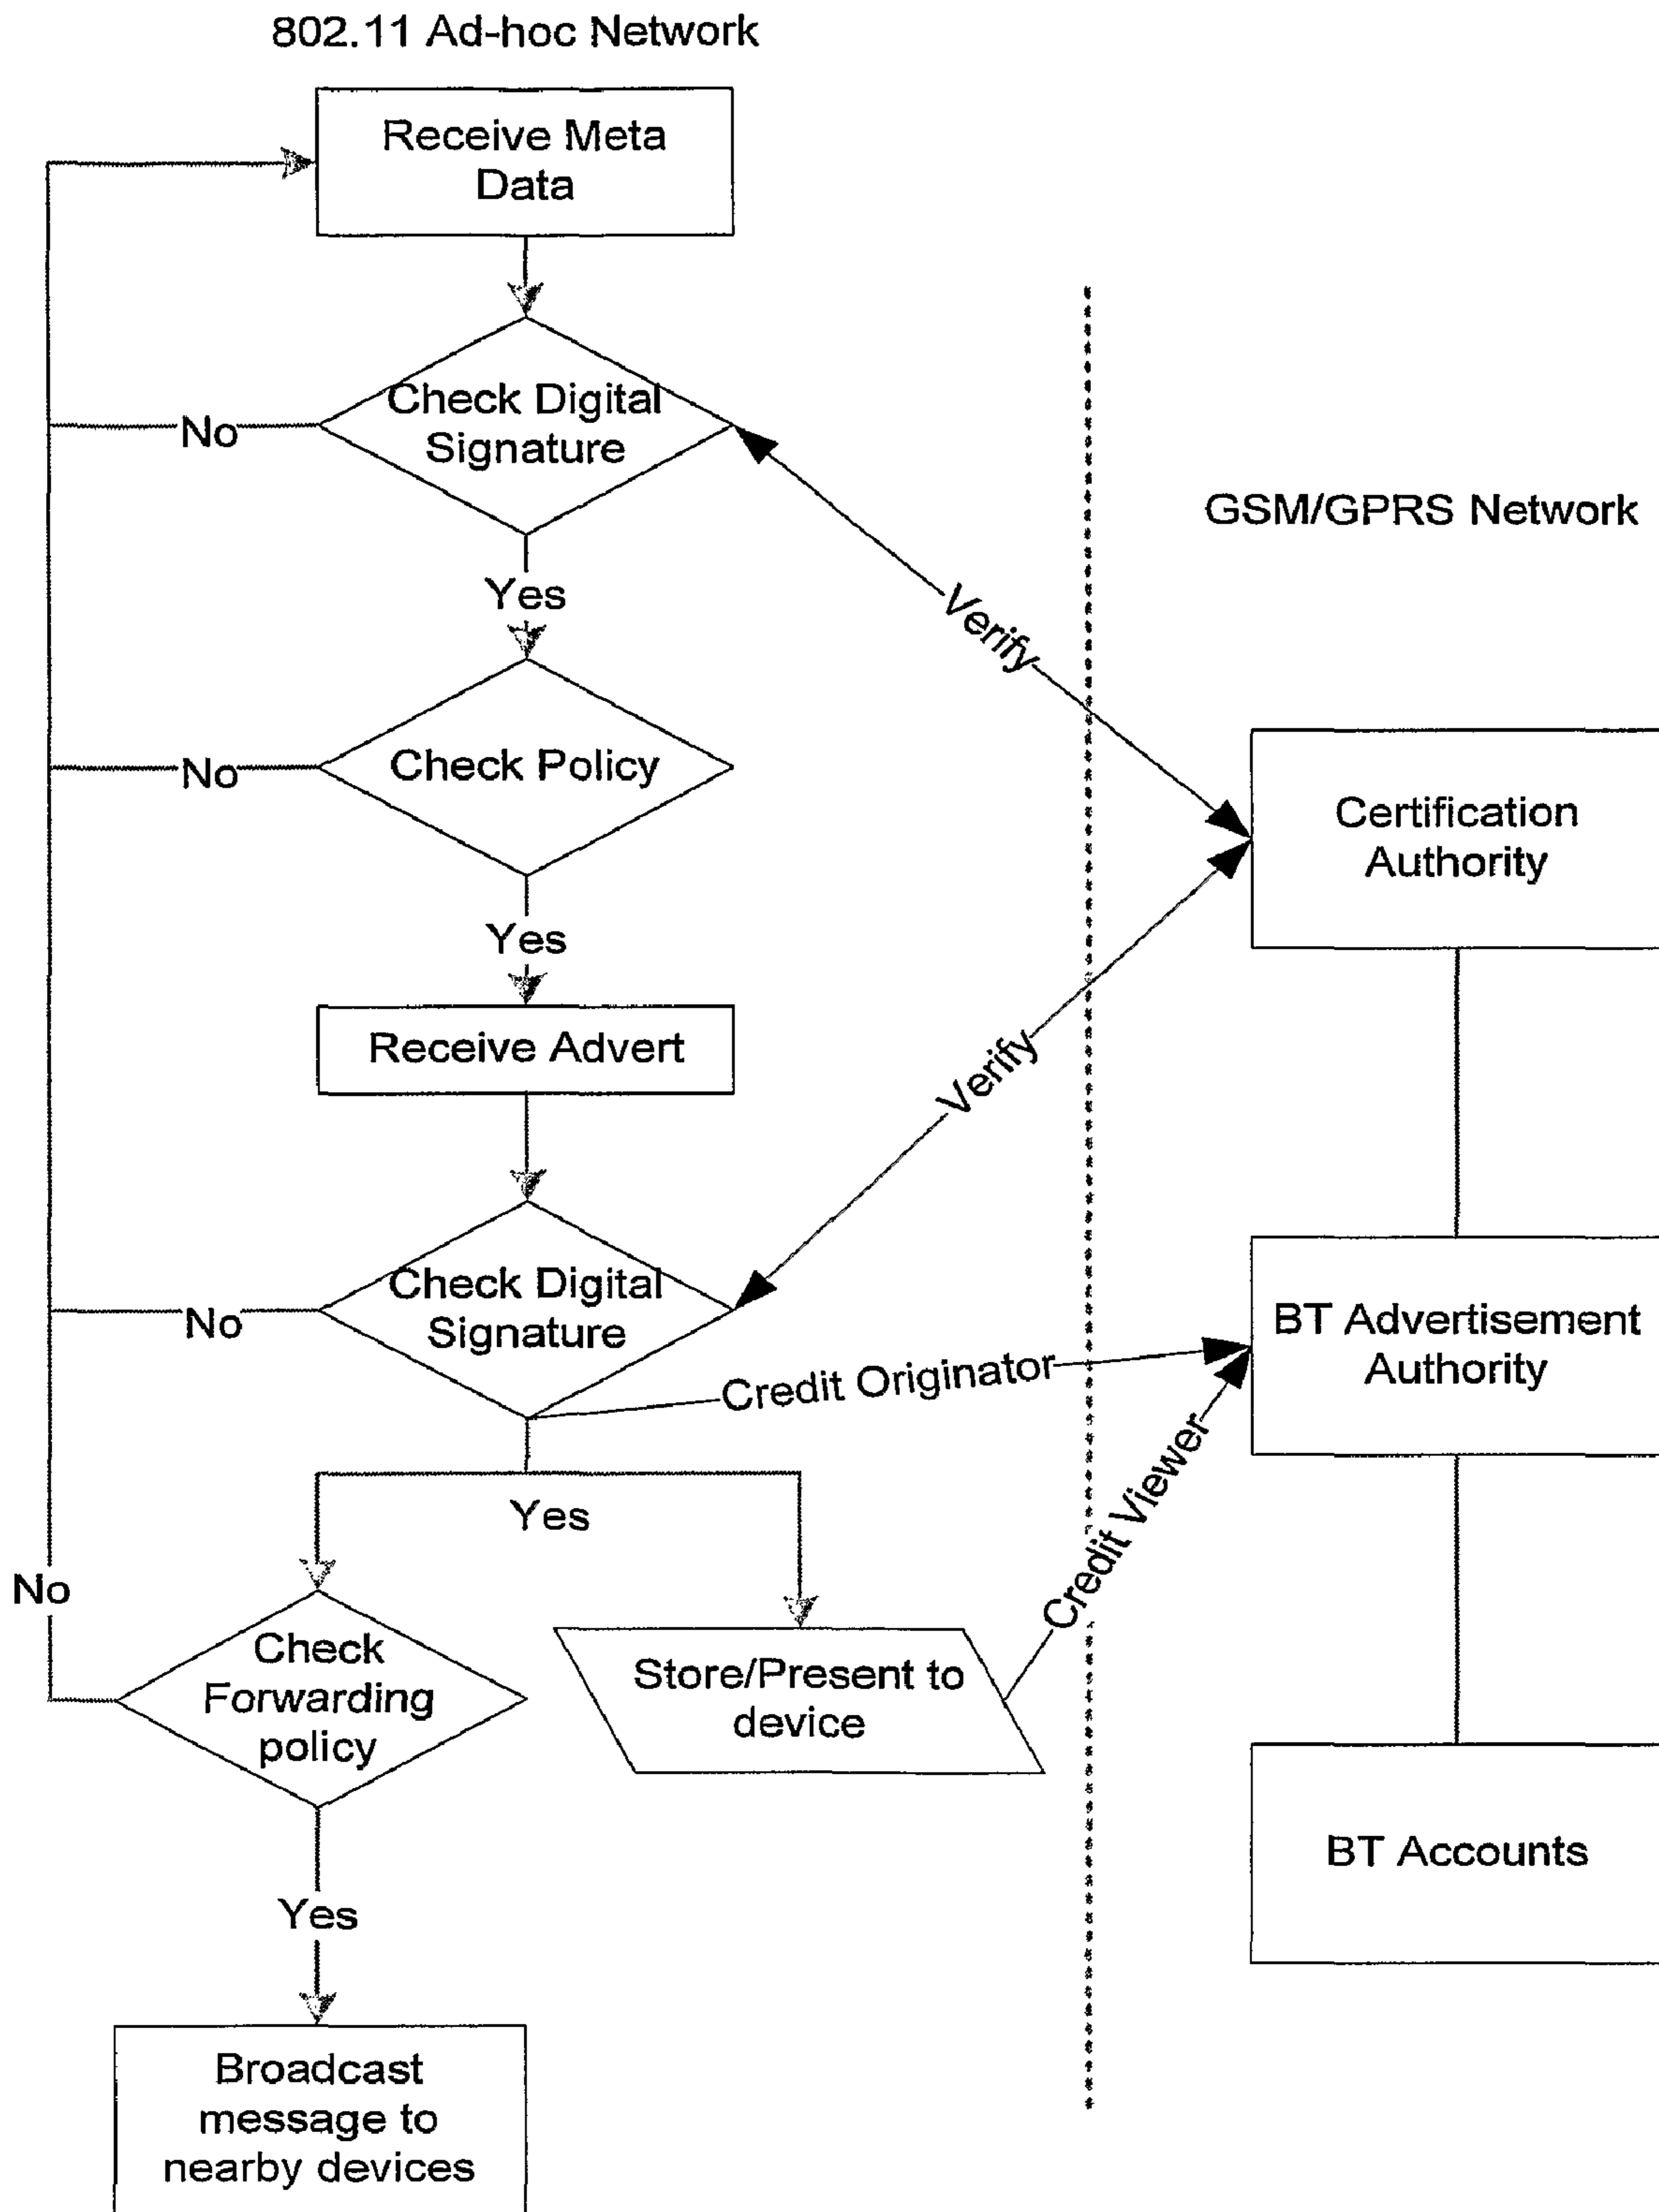 802.11 Ad-hoc Network
Receive Meta
Data
Check Digital
Signature
No
GSM/GPRS Network
Yes
Verify
Check Policy
No
Certification
Authority
Yes
Receive Advert
Verify
Check Digital
Signature
No
BT Advertisement
Authority
Credit Originator
Yes
Credit Viewer
No
Check
Forwarding
policy
Store/Present to
device
BT Accounts
Yes
Broadcast
message to
nearby devices